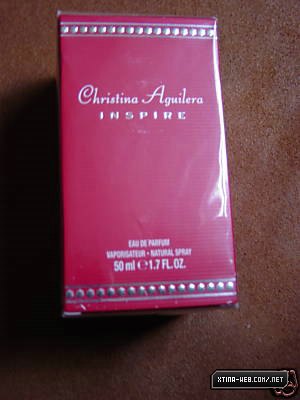 Christina Aguilera
INSPIRE
EAU DE PARFUM
VAPORISATEUR • NATURAL SPRAY
50 ml ℮ 1.7 FL. OZ.
XTINA-WEB.COM/.NET